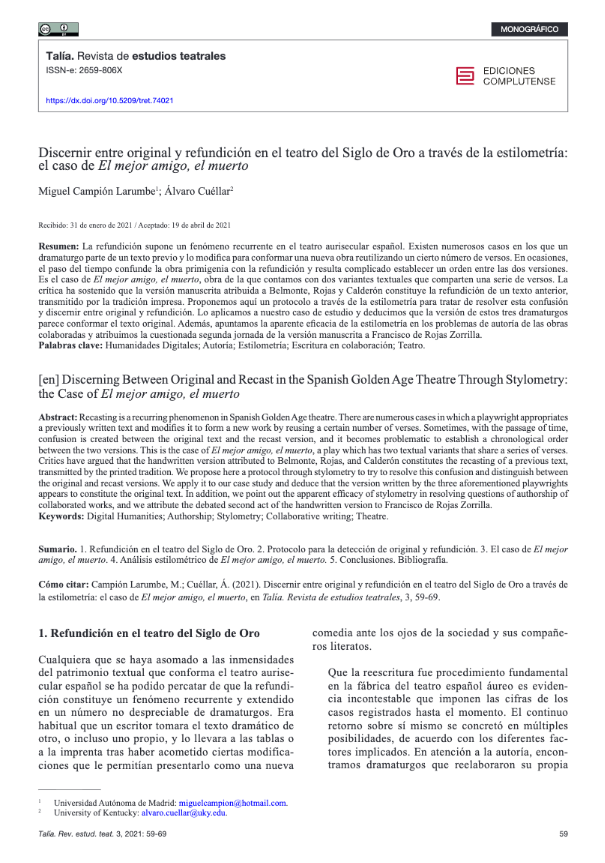 MONOGRÁFICO
Talía. Revista de estudios teatrales
ISSN-e: 2659-806X
https://dx.doi.org/10.5209/tret.74021
EDICIONES
COMPLUTENSE
Discernir entre original y refundición en el teatro del Siglo de Oro a través de la estilometría:
el caso de El mejor amigo, el muerto
Miguel Campión Larumbe1; Álvaro Cuéllar2
Recibido: 31 de enero de 2021 / Aceptado: 19 de abril de 2021
Resumen: La refundición supone un fenómeno recurrente en el teatro aurisecular español. Existen numerosos casos en los que un
dramaturgo parte de un texto previo y lo modifica para conformar una nueva obra reutilizando un cierto número de versos. En ocasiones,
el paso del tiempo confunde la obra primigenia con la refundición y resulta complicado establecer un orden entre las dos versiones.
Es el caso de El mejor amigo, el muerto, obra de la que contamos con dos variantes textuales que comparten una serie de versos. La
crítica ha sostenido que la versión manuscrita atribuida a Belmonte, Rojas y Calderón constituye la refundición de un texto anterior,
transmitido por la tradición impresa. Proponemos aquí un protocolo a través de la estilometría para tratar de resolver esta confusión
y discernir entre original y refundición. Lo aplicamos a nuestro caso de estudio y deducimos que la versión de estos tres dramaturgos
parece conformar el texto original. Además, apuntamos la aparente eficacia de la estilometría en los problemas de autoría de las obras
colaboradas y atribuimos la cuestionada segunda jornada de la versión manuscrita a Francisco de Rojas Zorrilla.
Palabras clave: Humanidades Digitales; Autoría; Estilometría; Escritura en colaboración; Teatro.
[en] Discerning Between Original and Recast in the Spanish Golden Age Theatre Through Stylometry:
the Case of El mejor amigo, el muerto
Abstract: Recasting is a recurring phenomenon in Spanish Golden Age theatre. There are numerous cases in which a playwright appropriates
a previously written text and modifies it to form a new work by reusing a certain number of verses. Sometimes, with the passage of time,
confusion is created between the original text and the recast version, and it becomes problematic to establish a chronological order
between the two versions. This is the case of El mejor amigo, el muerto, a play which has two textual variants that share a series of verses.
Critics have argued that the handwritten version attributed to Belmonte, Rojas, and Calderón constitutes the recasting of a previous text,
transmitted by the printed tradition. We propose here a protocol through stylometry to try to resolve this confusion and distinguish between
the original and recast versions. We apply it to our case study and deduce that the version written by the three aforementioned playwrights
appears to constitute the original text. In addition, we point out the apparent efficacy of stylometry in resolving questions of authorship of
collaborated works, and we attribute the debated second act of the handwritten version to Francisco de Rojas Zorrilla.
Keywords: Digital Humanities; Authorship; Stylometry; Collaborative writing; Theatre.
Sumario. 1. Refundición en el teatro del Siglo de Oro. 2. Protocolo para la detección de original y refundición. 3. El caso de El mejor
amigo, el muerto. 4. Análisis estilométrico de El mejor amigo, el muerto. 5. Conclusiones. Bibliografía.
Cómo citar: Campión Larumbe, M.; Cuéllar, Á. (2021). Discernir entre original y refundición en el teatro del Siglo de Oro a través de
la estilometría: el caso de El mejor amigo, el muerto, en Talía. Revista de estudios teatrales, 3, 59-69.
1. Refundición en el teatro del Siglo de Oro
Cualquiera que se haya asomado a las inmensidades
del patrimonio textual que conforma el teatro aurise-
cular español se ha podido percatar de que la refundi-
ción constituye un fenómeno recurrente y extendido
en un número no despreciable de dramaturgos. Era
habitual que un escritor tomara el texto dramático de
otro, o incluso uno propio, y lo llevara a las tablas o
a la imprenta tras haber acometido ciertas modifica-
ciones que le permitían presentarlo como una nueva
comedia ante los ojos de la sociedad y sus compañe-
ros literatos.
Que la reescritura fue procedimiento fundamental
en la fábrica del teatro español áureo es eviden-
cia incontestable que imponen las cifras de los
casos registrados hasta el momento. El continuo
retorno sobre sí mismo se concretó en múltiples
posibilidades, de acuerdo con los diferentes fac-
tores implicados. En atención a la autoría, encon-
tramos dramaturgos que reelaboraron su propia
1 Universidad Autónoma de Madrid: miguelcampion@hotmail.com.
2 University of Kentucky: alvaro.cuellar@uky.edu.
Talía. Rev. estud. teat. 3, 2021: 59-69
59